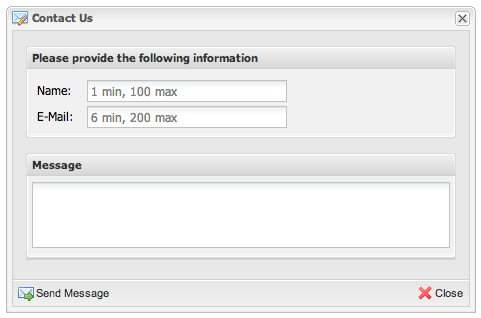 Contact Us
Please provide the following information
Name: 1 min, 100 max
E-Mail: 6 min, 200 max
Message
Send Message Close